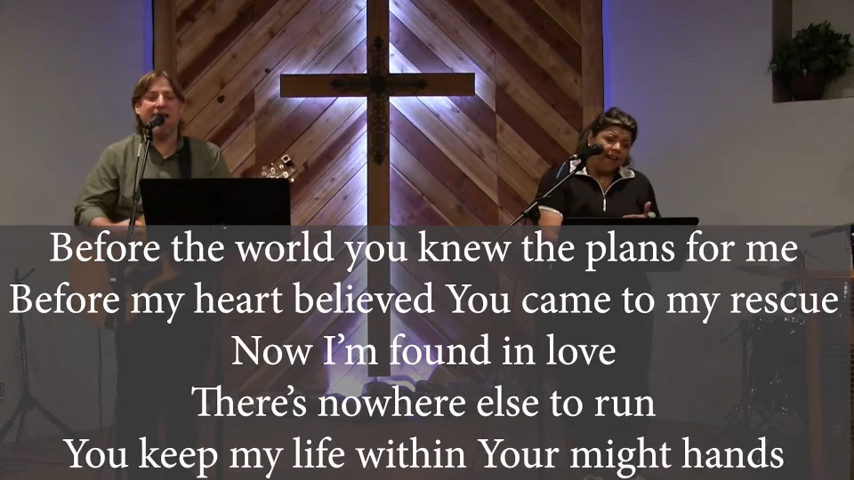 Before the world you knew the plans for me
Before my heart believed You came to my rescue
Now I'm found in love
There's nowhere else to run
You keep my life within Your might hands